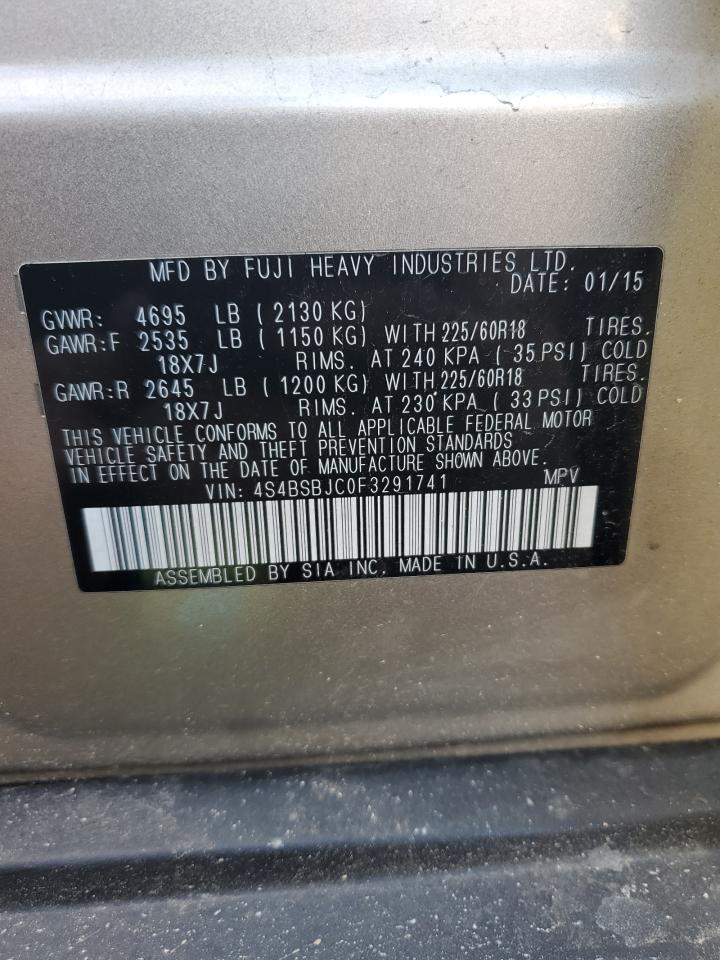 MFD BY FUJI HEAVY INDUSTRIES LTD.
DATE: 01/15
GVWR: 4695 LB ( 2130 KG)
GAWR:F 2535 LB ( 1150 KG) WITH 225/60R18 TIRES.
18X7J RIMS. AT 240 KPA ( 35 PSI) COLD
GAWR:R 2645 LB ( 1200 KG) WITH 225/60R18 TIRES.
18X7J RIMS. AT 230 KPA ( 33 PSI) COLD
THIS VEHICLE CONFORMS TO ALL APPLICABLE FEDERAL MOTOR
VEHICLE SAFETY AND THEFT PREVENTION STANDARDS
IN EFFECT ON THE DATE OF MANUFACTURE SHOWN ABOVE.
VIN: 4S4BSBJC0F3291741 MPV
ASSEMBLED BY SIA INC. MADE IN U.S.A.